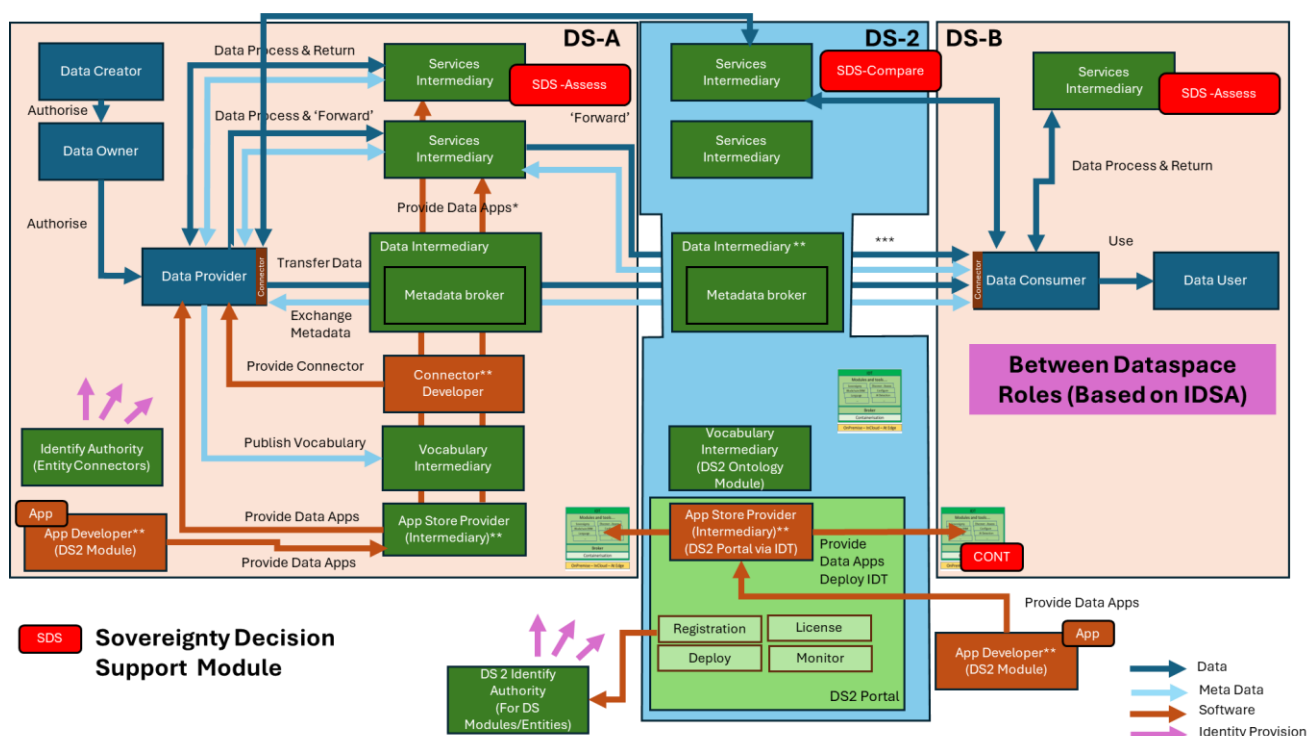 DS-A
DS-2
DS-B
Data Creator
Authorise
Data Owner
Authorise
Data Process & Return
Data Process & ‘Forward’
Services
Intermediary
SDS -Assess
Services
Intermediary
‘Forward’
Provide Data Apps*
Services
Intermediary
SDS-Compare
Services
Intermediary
Services
Intermediary
SDS -Assess
Data Process & Return
Data Provider
Connector
Transfer Data
Exchange
Metadata
Data Intermediary
Metadata broker
Data Intermediary **
Metadata broker
***
Connector
Data Consumer
Use
Data User
Provide Connector
Connector**
Developer
Between Dataspace
Roles (Based on IDSA)
Identify Authority
(Entity Connectors)
Publish Vocabulary
Vocabulary
Intermediary
Vocabulary
Intermediary
(DS2 Ontology
Module)
App
App Developer**
(DS2 Module)
Provide Data Apps
Provide Data Apps
App Store Provider
(Intermediary)**
App Store Provider
(Intermediary)**
(DS2 Portal via IDT)
Provide
Data Apps
Deploy IDT
CONT
Provide Data Apps
Registration
License
Deploy
Monitor
DS2 Portal
App
App Developer**
(DS2 Module)
SDS
Sovereignty Decision
Support Module
DS 2 Identify
Authority
(For DS
Modules/Entities)
Data
Meta Data
Software
Identity Provision